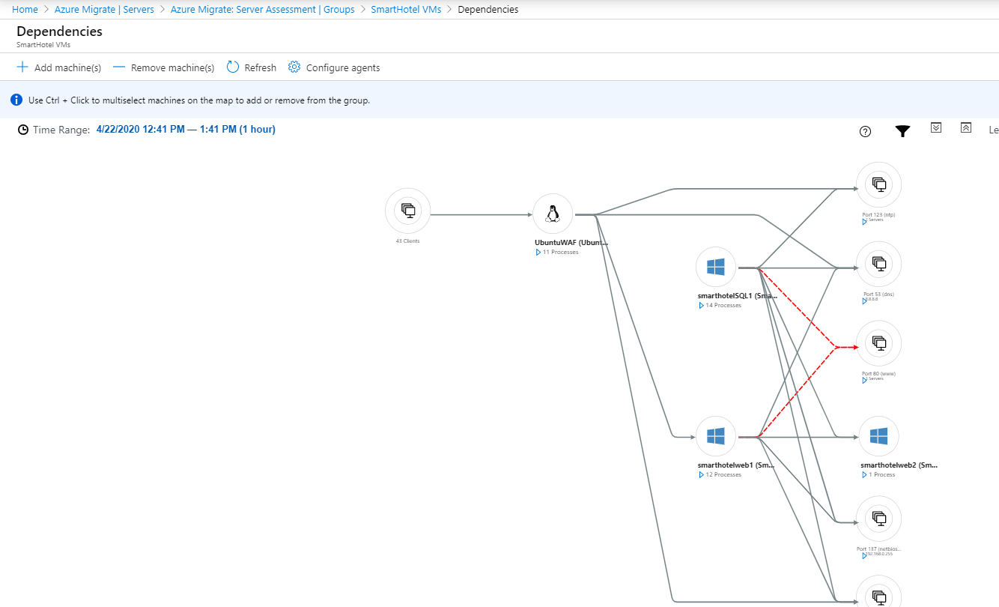 Home > Azure Migrate | Servers > Azure Migrate: Server Assessment | Groups > SmartHotel VMs > Dependencies
Dependencies
SmartHotel VMs
Add machine(s) Remove machine(s) Refresh Configure agents
Use Ctrl + Click to multiselect machines on the map to add or remove from the group.
Time Range: 4/22/2020 12:41 PM — 1:41 PM (1 hour)
Le
43 Clients
UbuntuWAF (Ubunt...
11 Processes
Port 123 (ntp)
Servers
smarthotelSQL1 (Sma...
14 Processes
Port 53 (dns)
8.8.8.8
Port 80 (www)
Servers
smarthotelweb1 (Sm...
12 Processes
smarthotelweb2 (Sm...
1 Process
Port 137 (netbios...
192.168.0.255